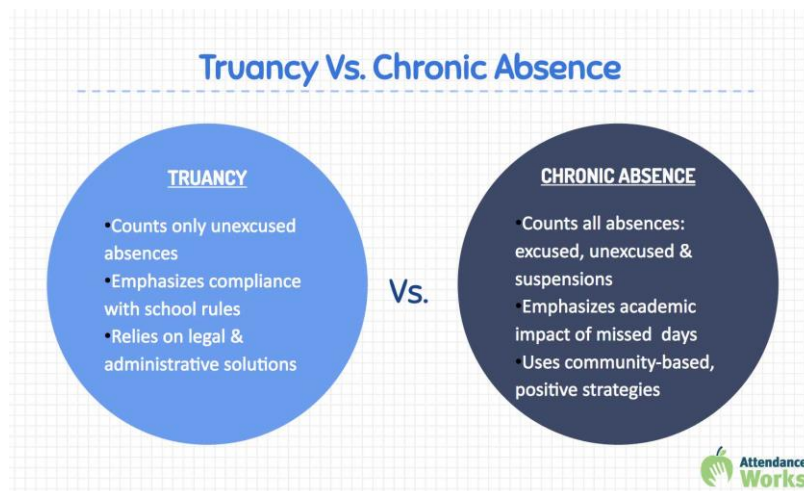 Truancy Vs. Chronic Absence
TRUANCY
•Counts only unexcused
absences
•Emphasizes compliance
with school rules
•Relies on legal &
administrative solutions
Vs.
CHRONIC ABSENCE
•Counts all absences:
excused, unexcused &
suspensions
•Emphasizes academic
impact of missed days
•Uses community-based,
positive strategies
Attendance
Works